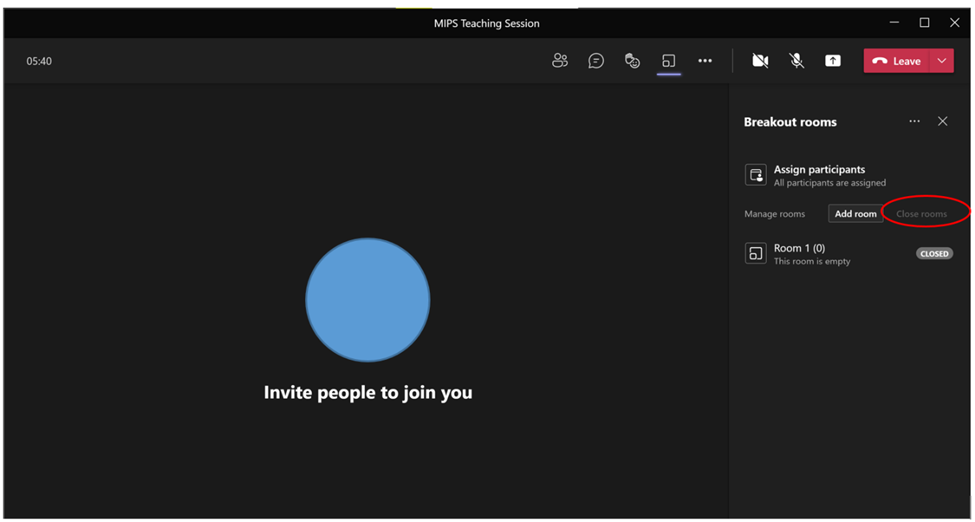 MIPS Teaching Session
05:40
Leave
Breakout rooms
Assign participants
All participants are assigned
Manage rooms Add room Close rooms
Room 1 (0)
This room is empty
CLOSED
Invite people to join you